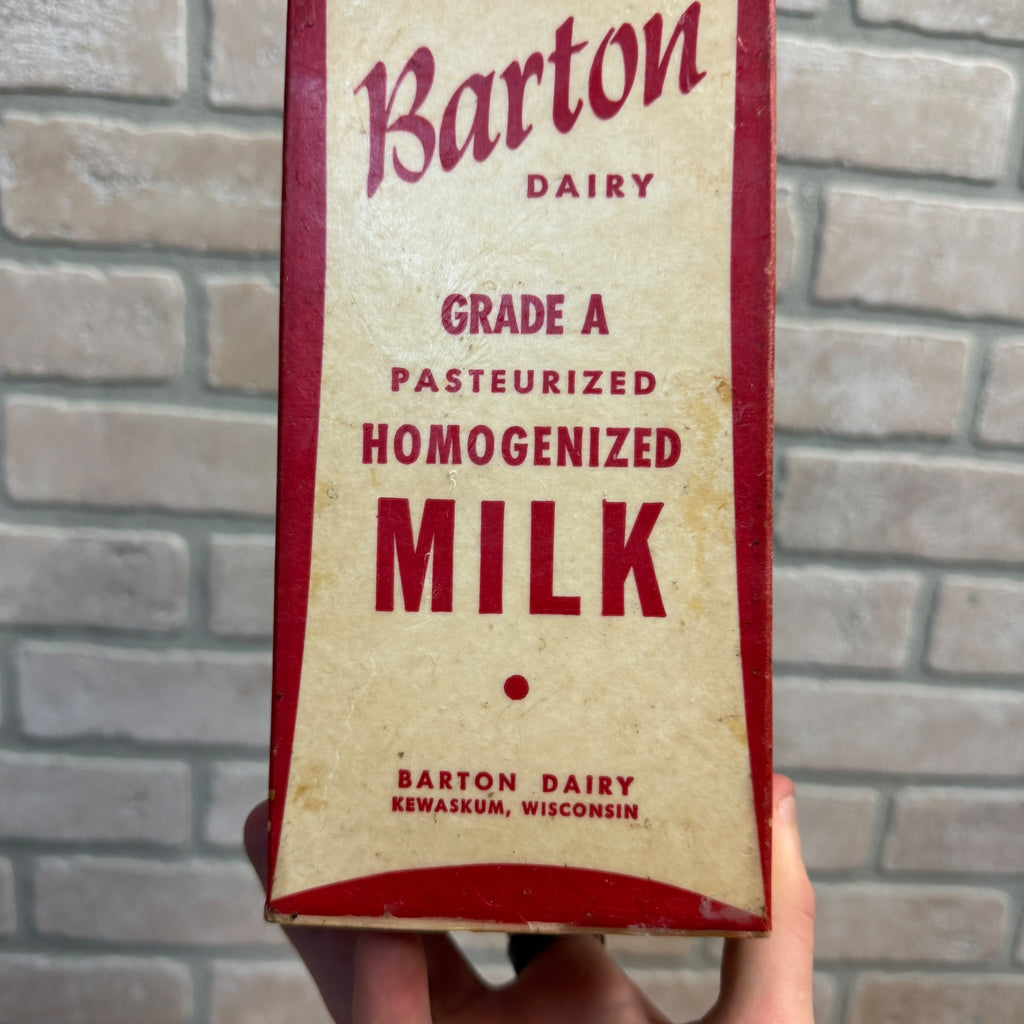 Barton
DAIRY
GRADE A
PASTEURIZED
HOMOGENIZED
MILK
BARTON DAIRY
KEWASKUM, WISCONSIN